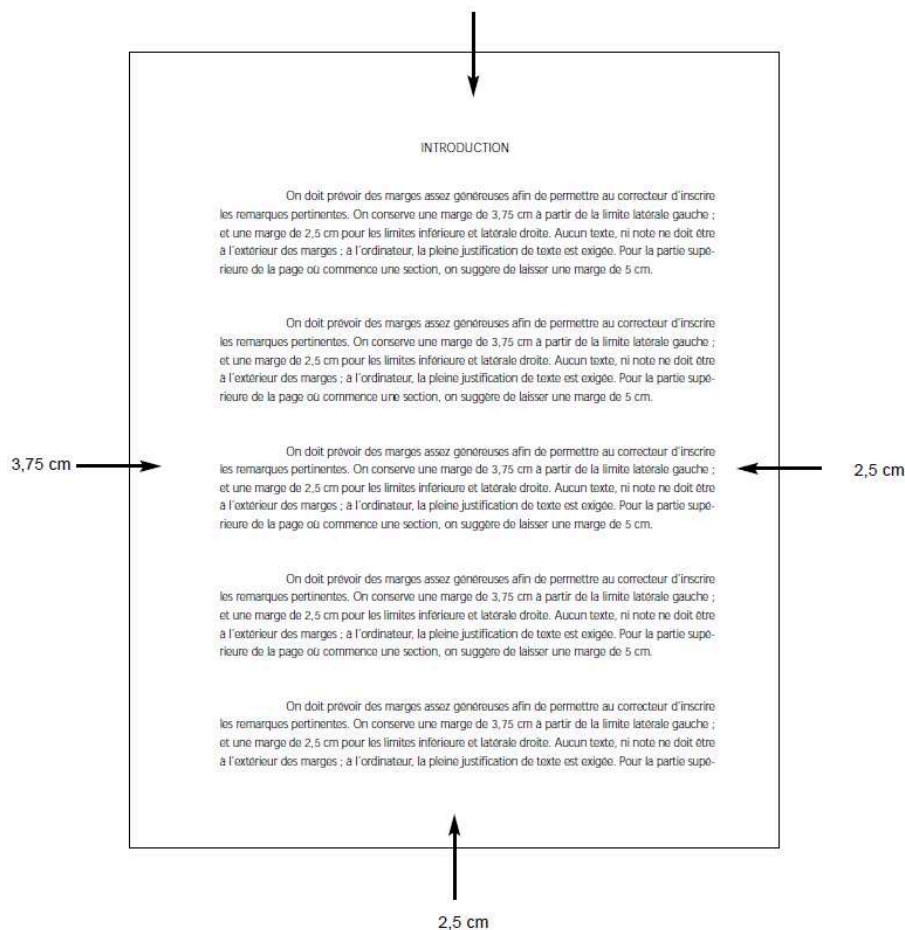 INTRODUCTION
On doit prévoir des marges assez généreuses afin de permettre au correcteur d'inscrire
les remarques pertinentes. On conserve une marge de 3,75 cm à partir de la limite latérale gauche ;
et une marge de 2,5 cm pour les limites inférieure et latérale droite. Aucun texte, ni note ne doit être
à l'extérieur des marges ; à l'ordinateur, la pleine justification de texte est exigée. Pour la partie supé-
rieure de la page où commence une section, on suggère de laisser une marge de 5 cm.
On doit prévoir des marges assez généreuses afin de permettre au correcteur d'inscrire
les remarques pertinentes. On conserve une marge de 3,75 cm à partir de la limite latérale gauche ;
et une marge de 2,5 cm pour les limites inférieure et latérale droite. Aucun texte, ni note ne doit être
à l'extérieur des marges ; à l'ordinateur, la pleine justification de texte est exigée. Pour la partie supé-
rieure de la page où commence une section, on suggère de laisser une marge de 5 cm.
3,75 cm
On doit prévoir des marges assez généreuses afin de permettre au correcteur d'inscrire
les remarques pertinentes. On conserve une marge de 3,75 cm à partir de la limite latérale gauche ;
et une marge de 2,5 cm pour les limites inférieure et latérale droite. Aucun texte, ni note ne doit être
à l'extérieur des marges ; à l'ordinateur, la pleine justification de texte est exigée. Pour la partie supé-
rieure de la page où commence une section, on suggère de laisser une marge de 5 cm.
2,5 cm
On doit prévoir des marges assez généreuses afin de permettre au correcteur d'inscrire
les remarques pertinentes. On conserve une marge de 3,75 cm à partir de la limite latérale gauche ;
et une marge de 2,5 cm pour les limites inférieure et latérale droite. Aucun texte, ni note ne doit être
à l'extérieur des marges ; à l'ordinateur, la pleine justification de texte est exigée. Pour la partie supé-
rieure de la page où commence une section, on suggère de laisser une marge de 5 cm.
On doit prévoir des marges assez généreuses afin de permettre au correcteur d'inscrire
les remarques pertinentes. On conserve une marge de 3,75 cm à partir de la limite latérale gauche ;
et une marge de 2,5 cm pour les limites inférieure et latérale droite. Aucun texte, ni note ne doit être
à l'extérieur des marges ; à l'ordinateur, la pleine justification de texte est exigée. Pour la partie supé-
2,5 cm